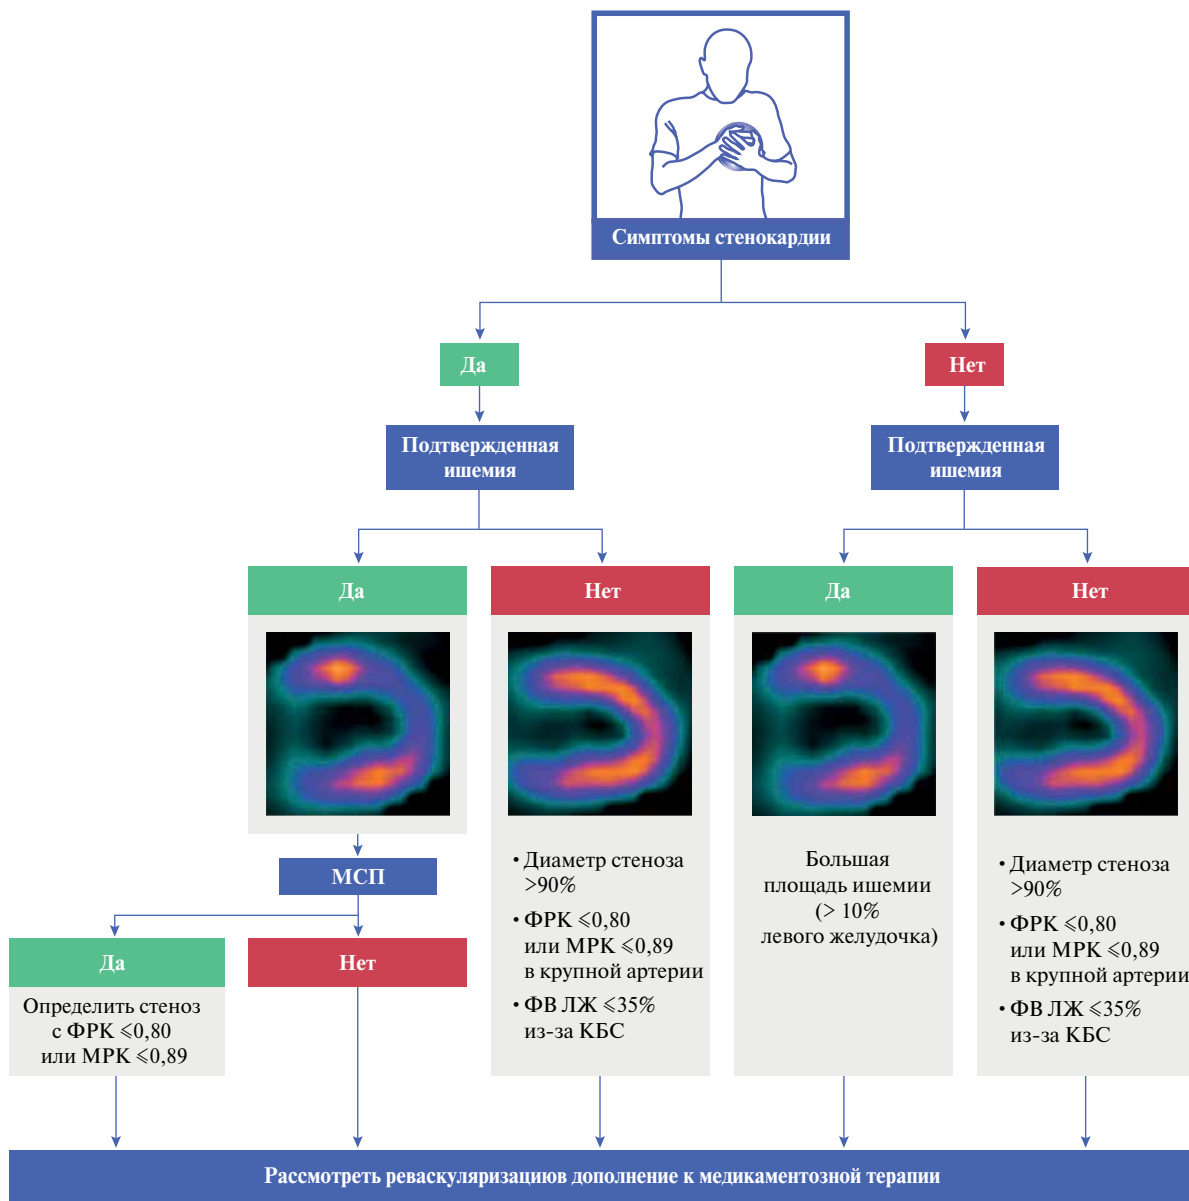 Симптомы стенокардии
Да
Нет
Подтвержденная
ишемия
Подтвержденная
ишемия
Да
Нет
Да
Нет
МСП
Да
Нет
Определить стеноз
с ФРК ⩽0,80
или МРК ⩽0,89
• Диаметр стеноза
>90%
• ФРК ⩽0,80
или МРК ⩽0,89
в крупной артерии
• ФВ ЛЖ ⩽35%
из-за КБС
Большая
площадь ишемии
(> 10%
левого желудочка)
• Диаметр стеноза
>90%
• ФРК ⩽0,80
или МРК ⩽0,89
в крупной артерии
• ФВ ЛЖ ⩽35%
из-за КБС
Рассмотреть реваскуляризациюв дополнение к медикаментозной терапии